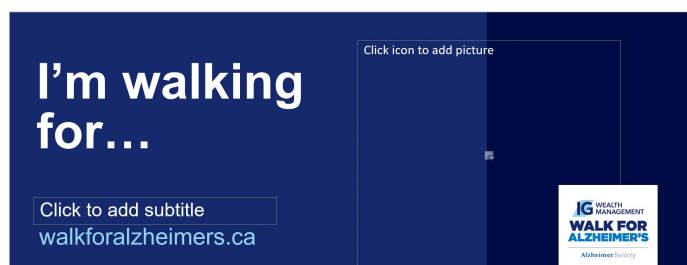 I'm walking
for...
Click icon to add picture
Click to add subtitle
walkforalzheimers.ca
IG WEALTH
MANAGEMENT
WALK FOR
ALZHEIMER'S
Alzheimer Society